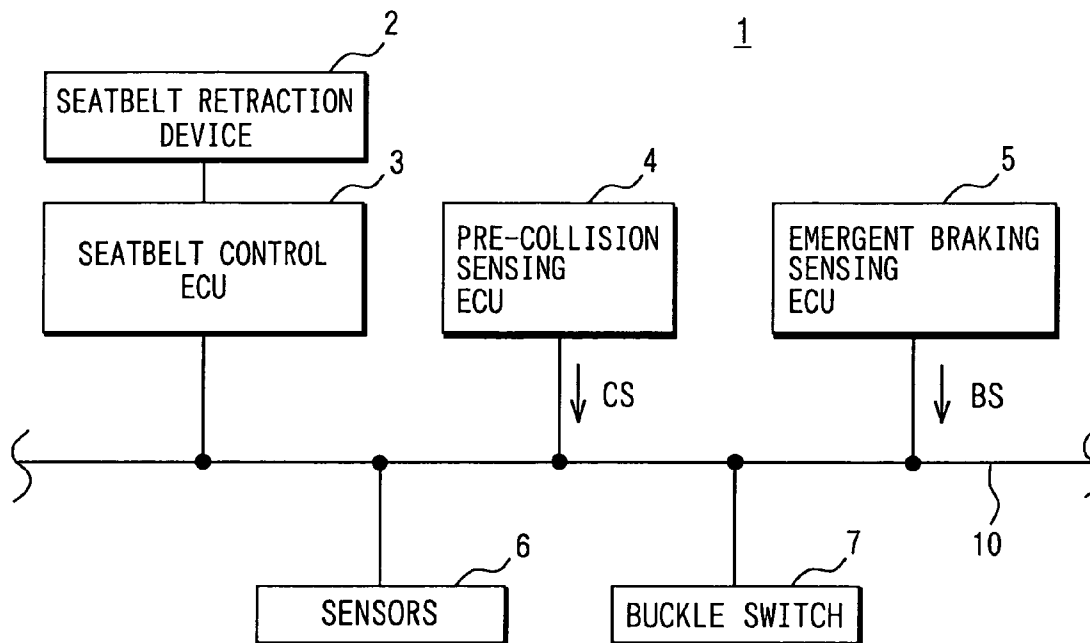 1
2
SEATBELT RETRACTION
DEVICE
3
SEATBELT CONTROL
ECU
4
PRE-COLLISION
SENSING
ECU
5
EMERGENT BRAKING
SENSING
ECU
CS
BS
10
6
SENSORS
7
BUCKLE SWITCH